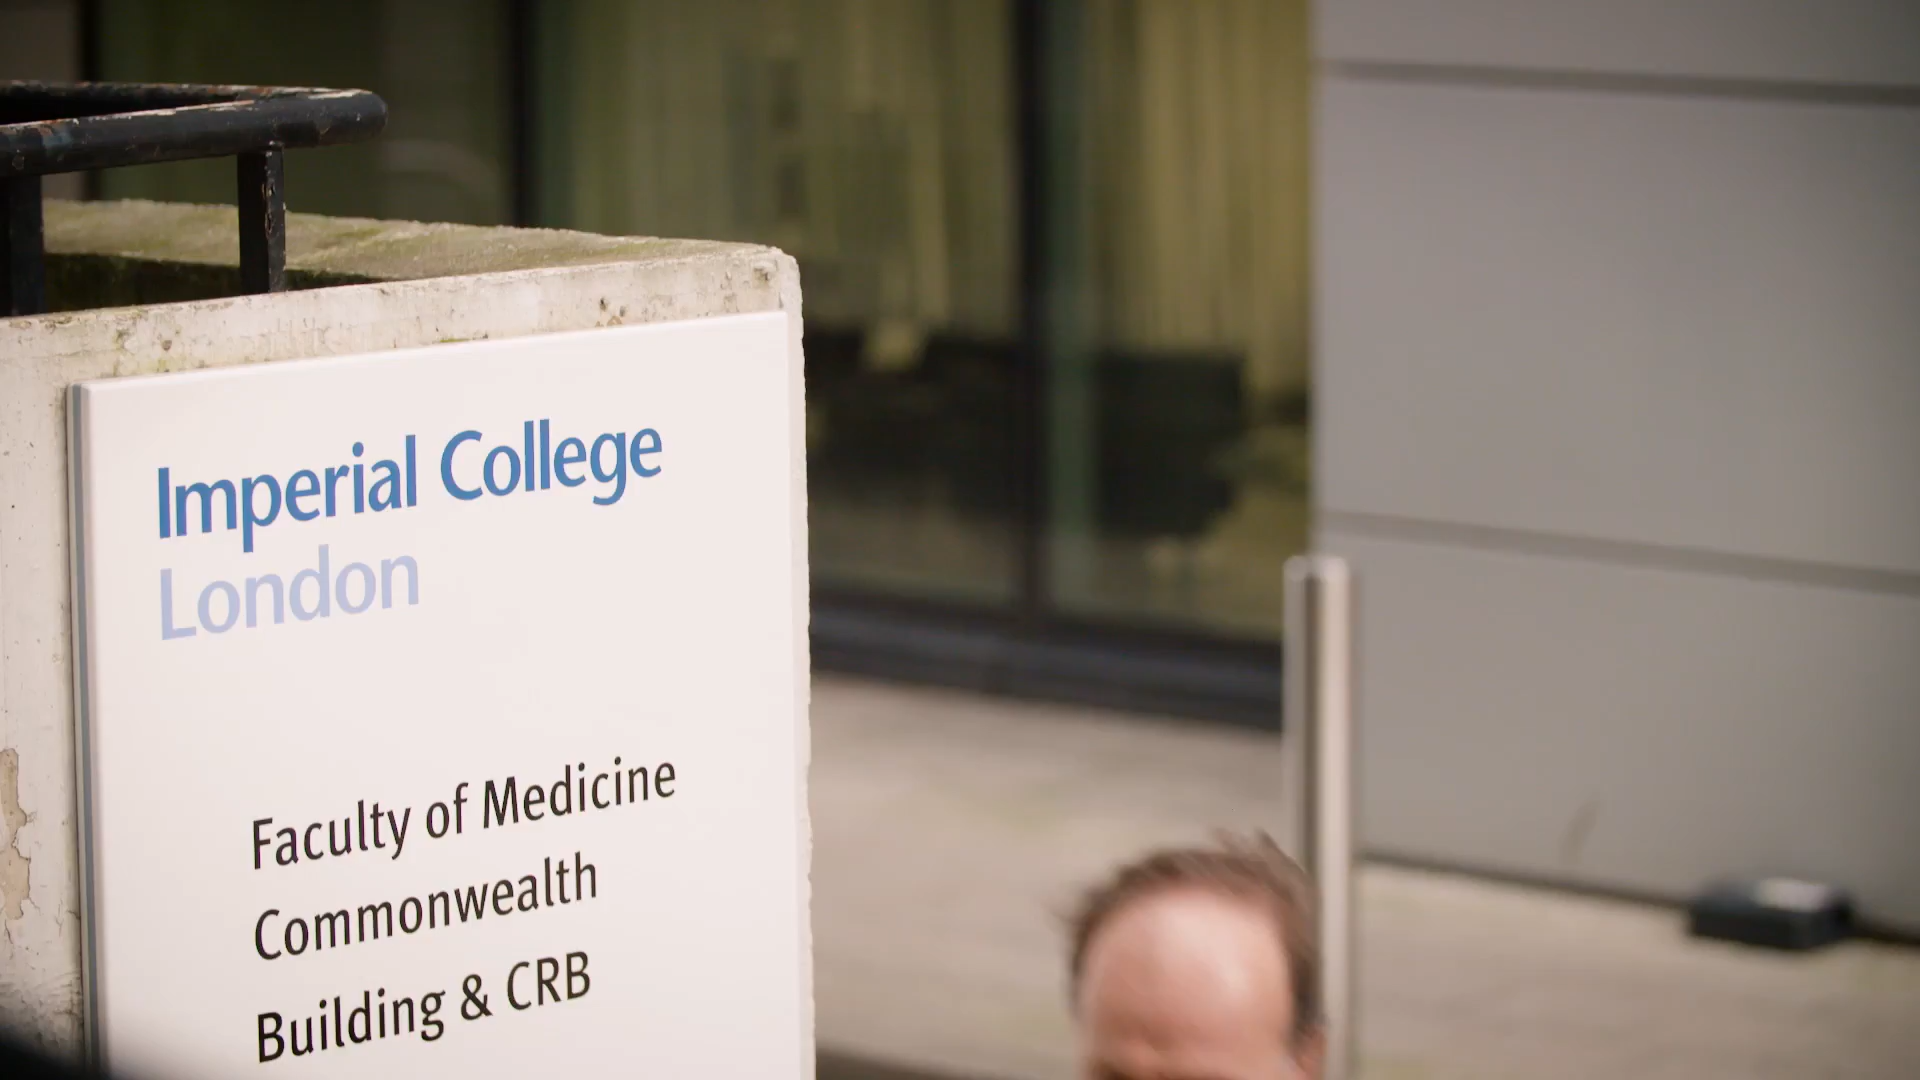 Imperial College
London
Faculty of Medicine
Commonwealth
Building & CRB